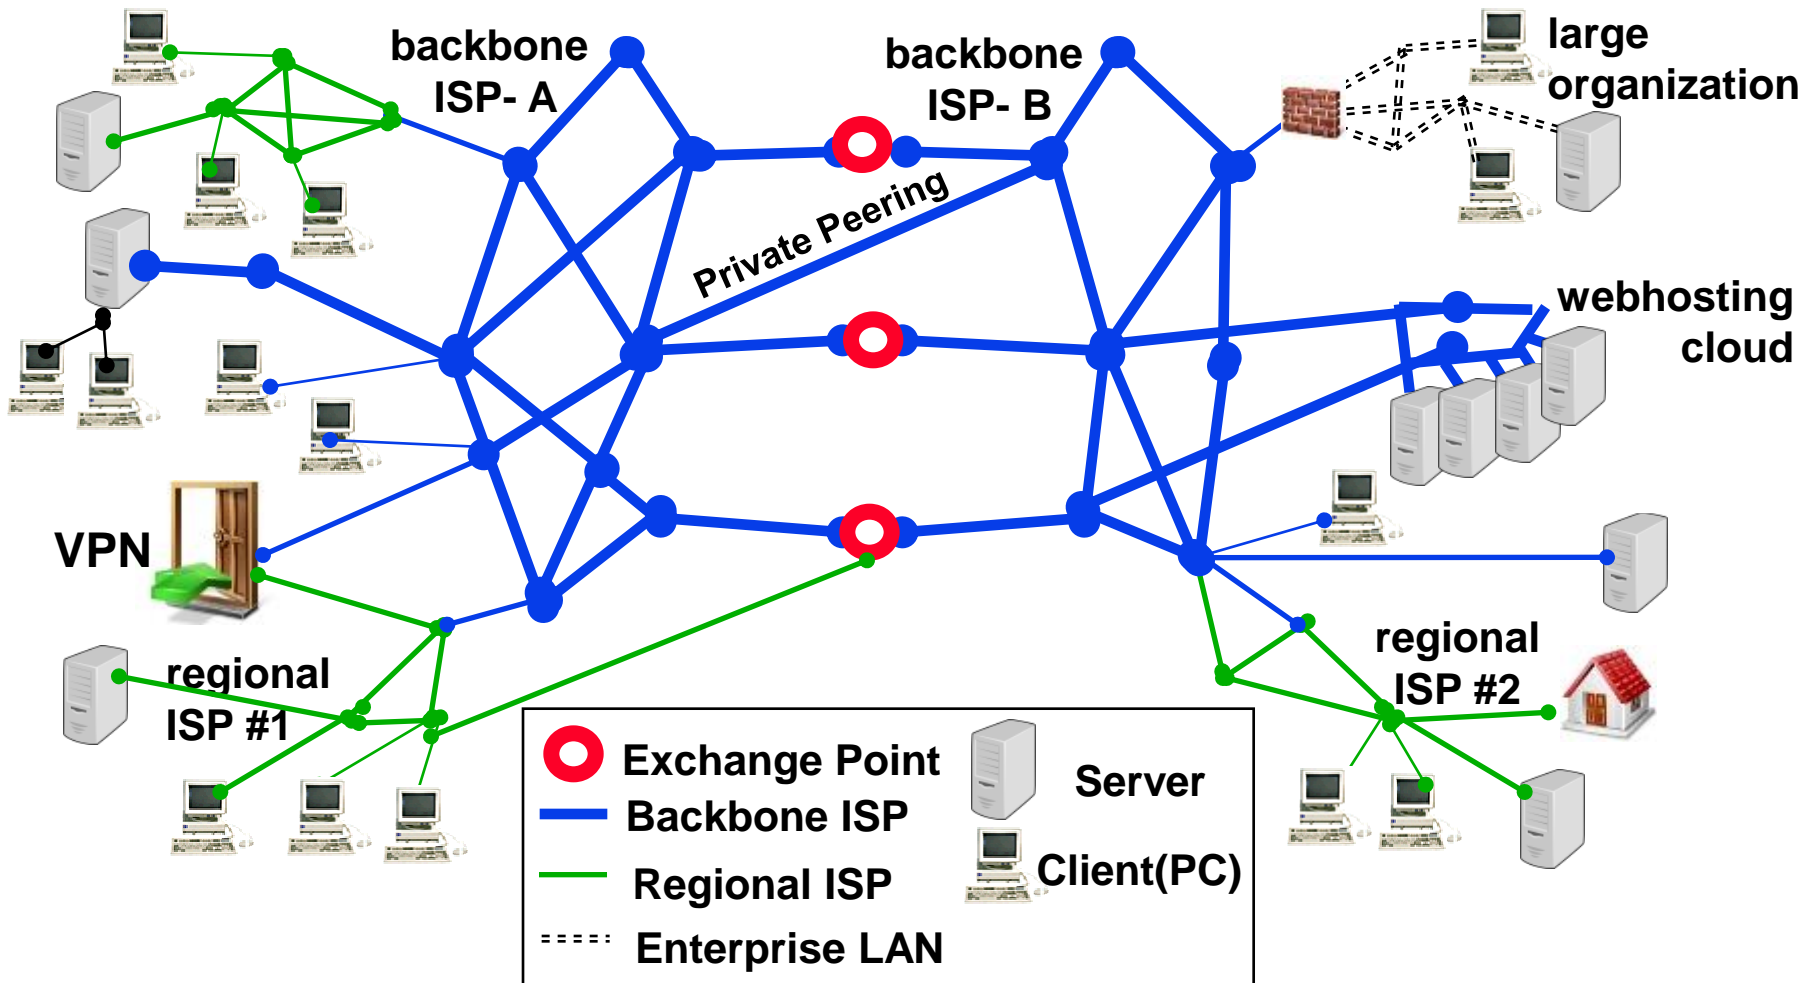 backbone
ISP- A
backbone
ISP- B
large
organization
Private Peering
webhosting
cloud
VPN
regional
ISP #1
regional
ISP #2
Exchange Point
Backbone ISP
Regional ISP
Enterprise LAN
Server
Client(PC)